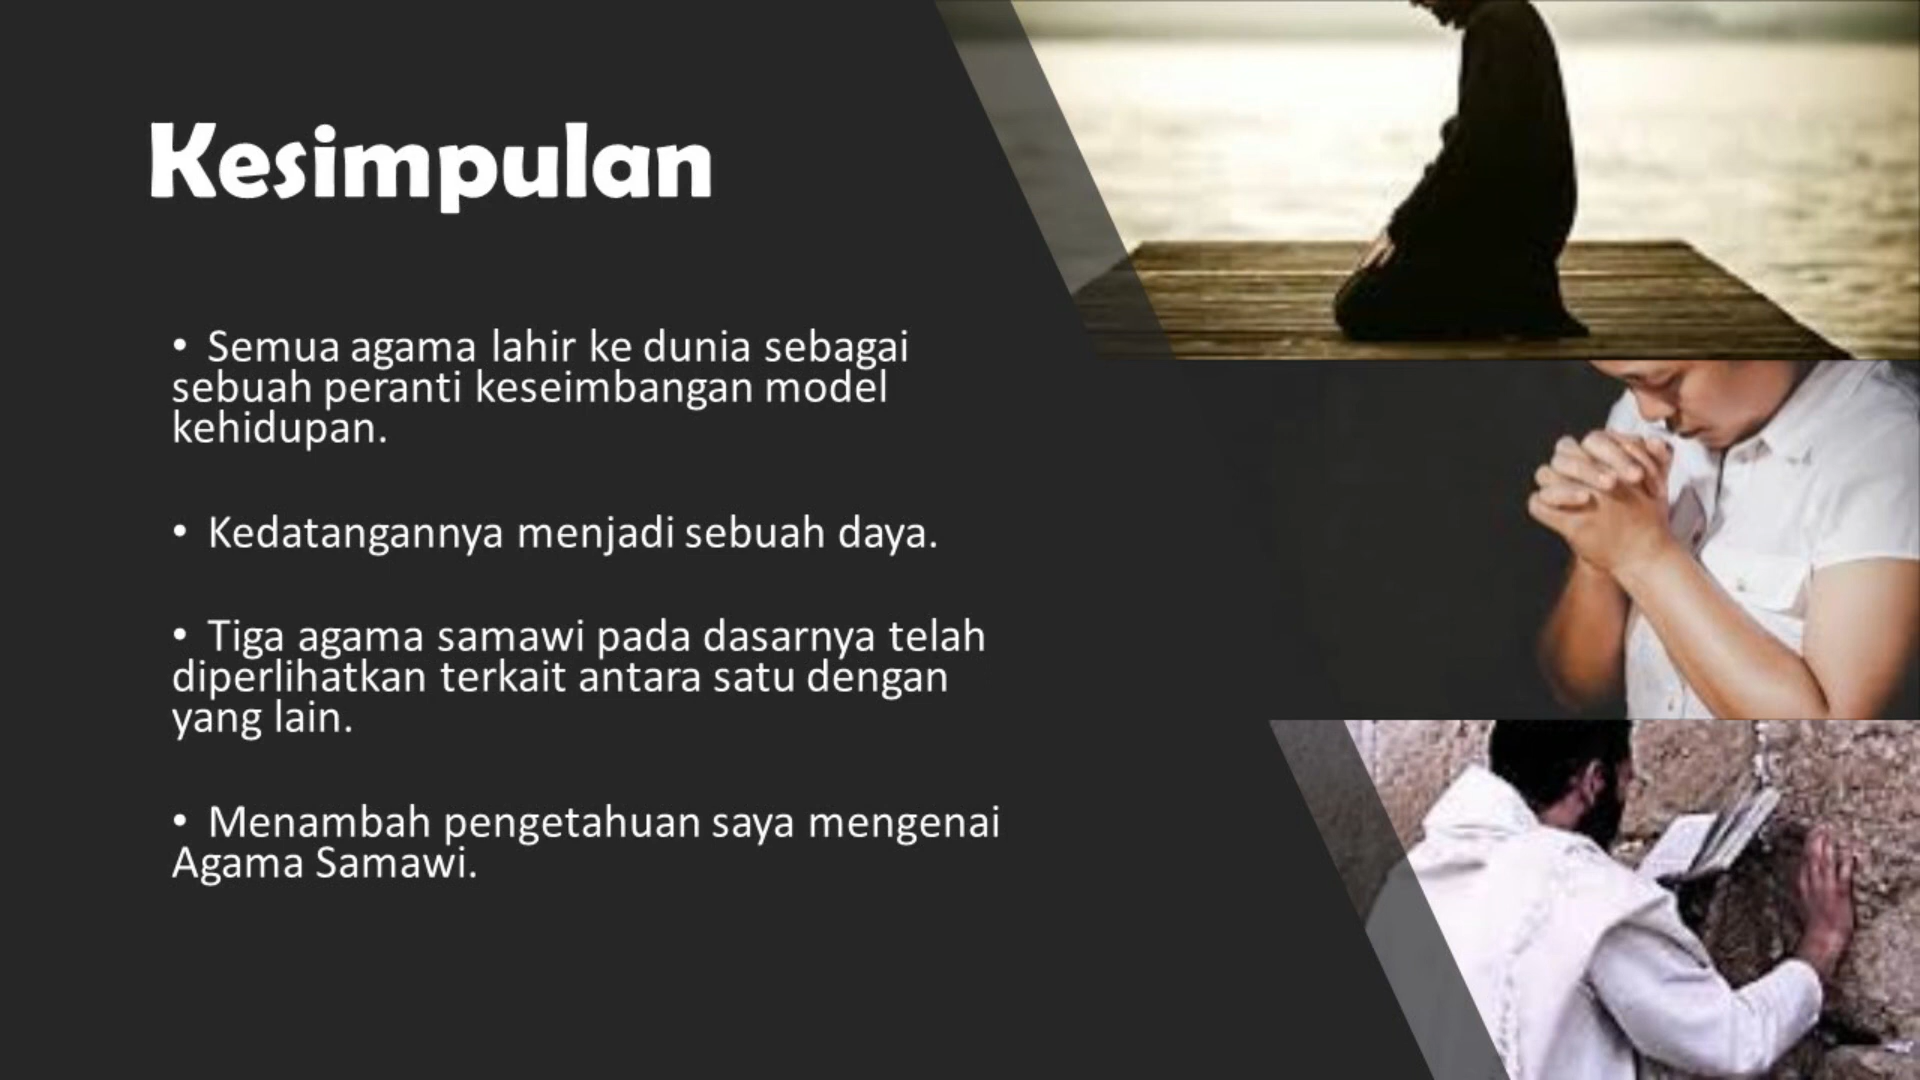 Kesimpulan
• Semua agama lahir ke dunia sebagai
sebuah peranti keseimbangan model
kehidupan.
• Kedatangannya menjadi sebuah daya.
• Tiga agama samawi pada dasarnya telah
diperlihatkan terkait antara satu dengan
yang lain.
• Menambah pengetahuan saya mengenai
Agama Samawi.